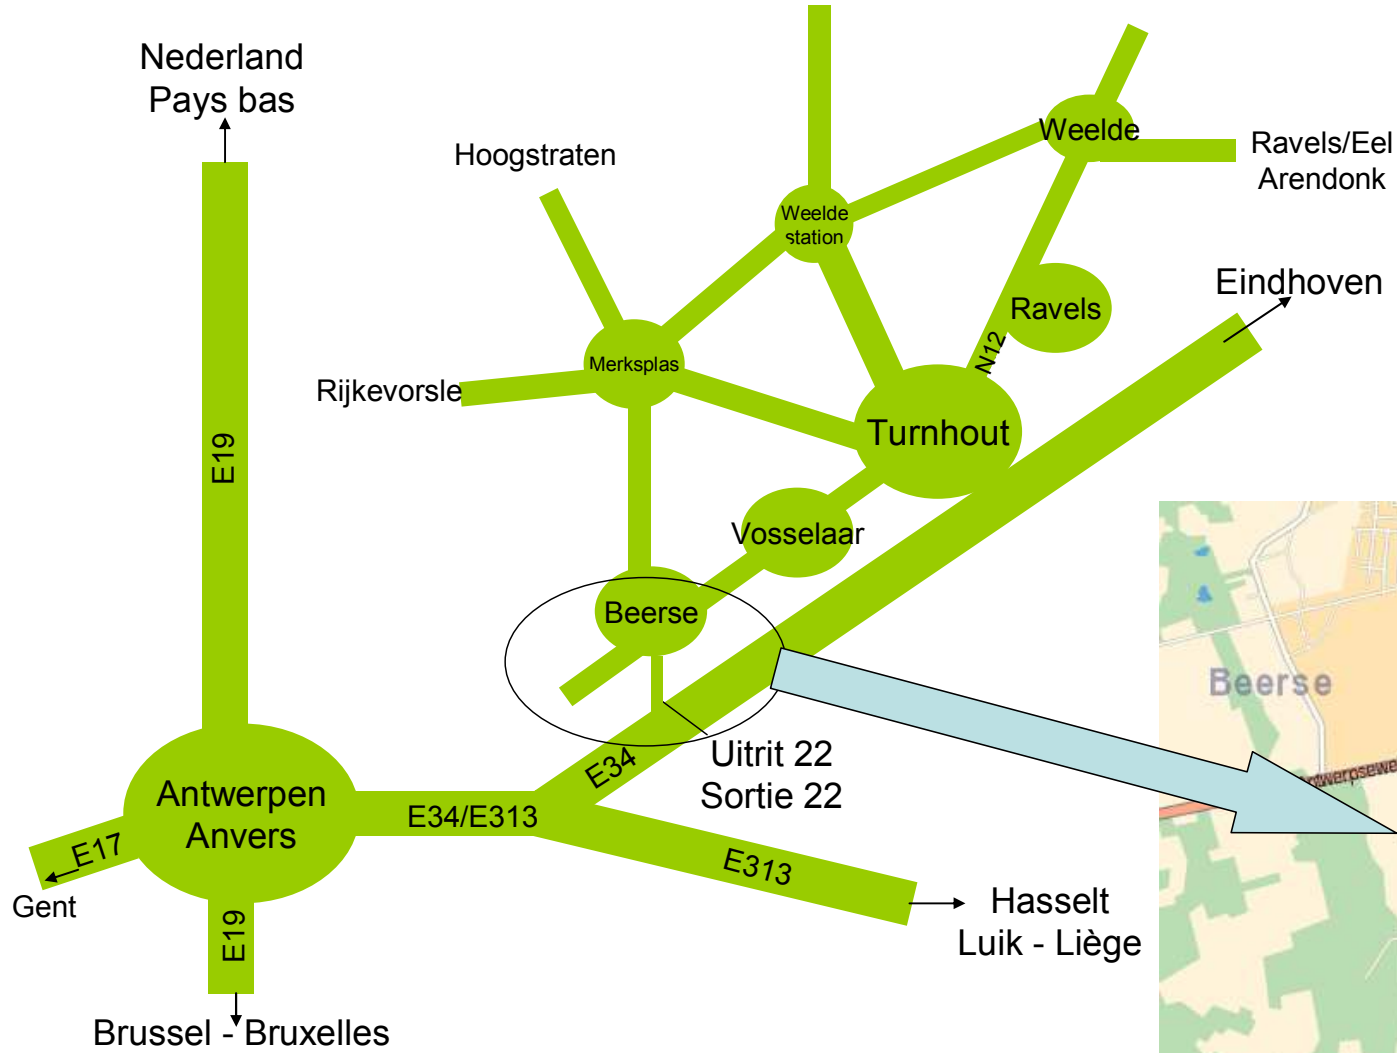 Nederland
Pays bas
Hoogstraten
Weelde
Ravels/Eel
Arendonk
Weelde
station
Eindhoven
Ravels
N12
Merksplas
Rijkevorsle
Turnhout
E19
Vosselaar
Beerse
Beerse
Uitrit 22
Sortie 22
E34
Antwerpen
Anvers
E34/E313
Antwerpsewe
E17
E313
Gent
E19
Hasselt
Luik - Liège
Brussel - Bruxelles